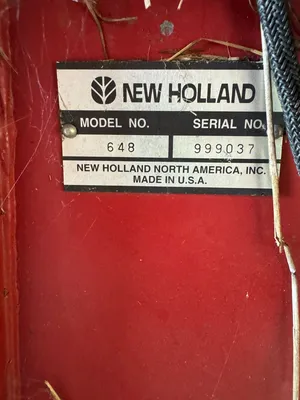 NEW HOLLAND
MODEL NO. SERIAL NO.
648 999037
NEW HOLLAND NORTH AMERICA, INC.
MADE IN U.S.A.